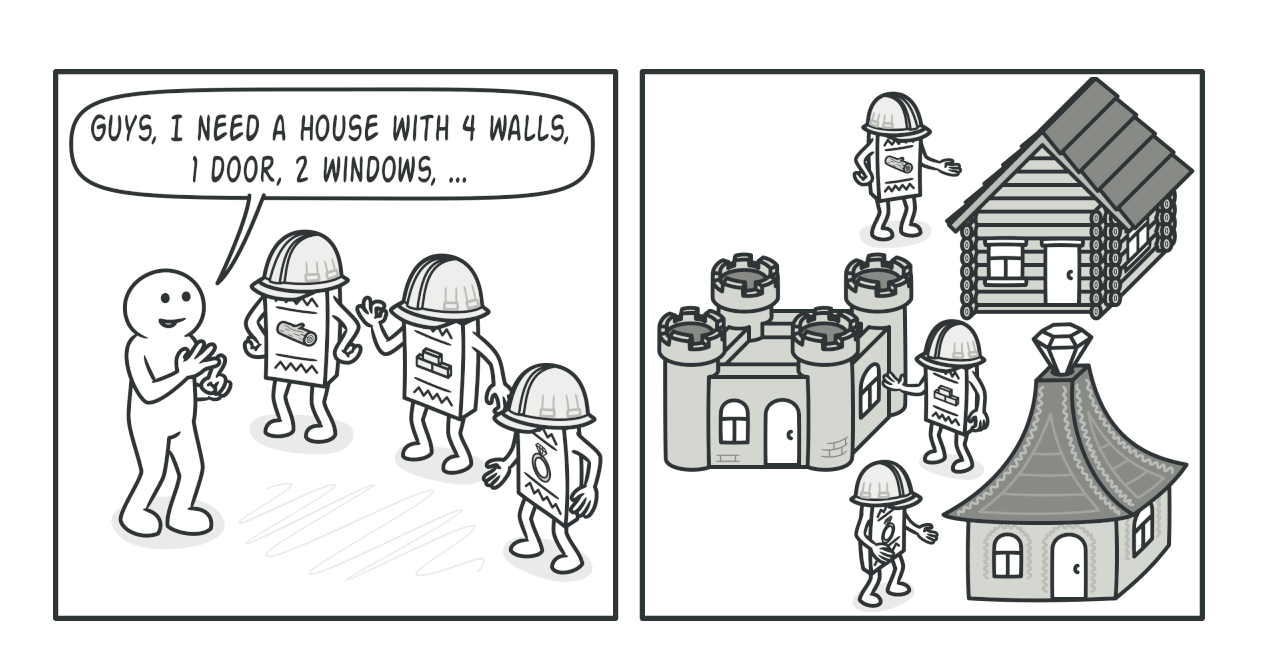 GUYS, I NEED A HOUSE WITH 4 WALLS,
1 DOOR, 2 WINDOWS, ...